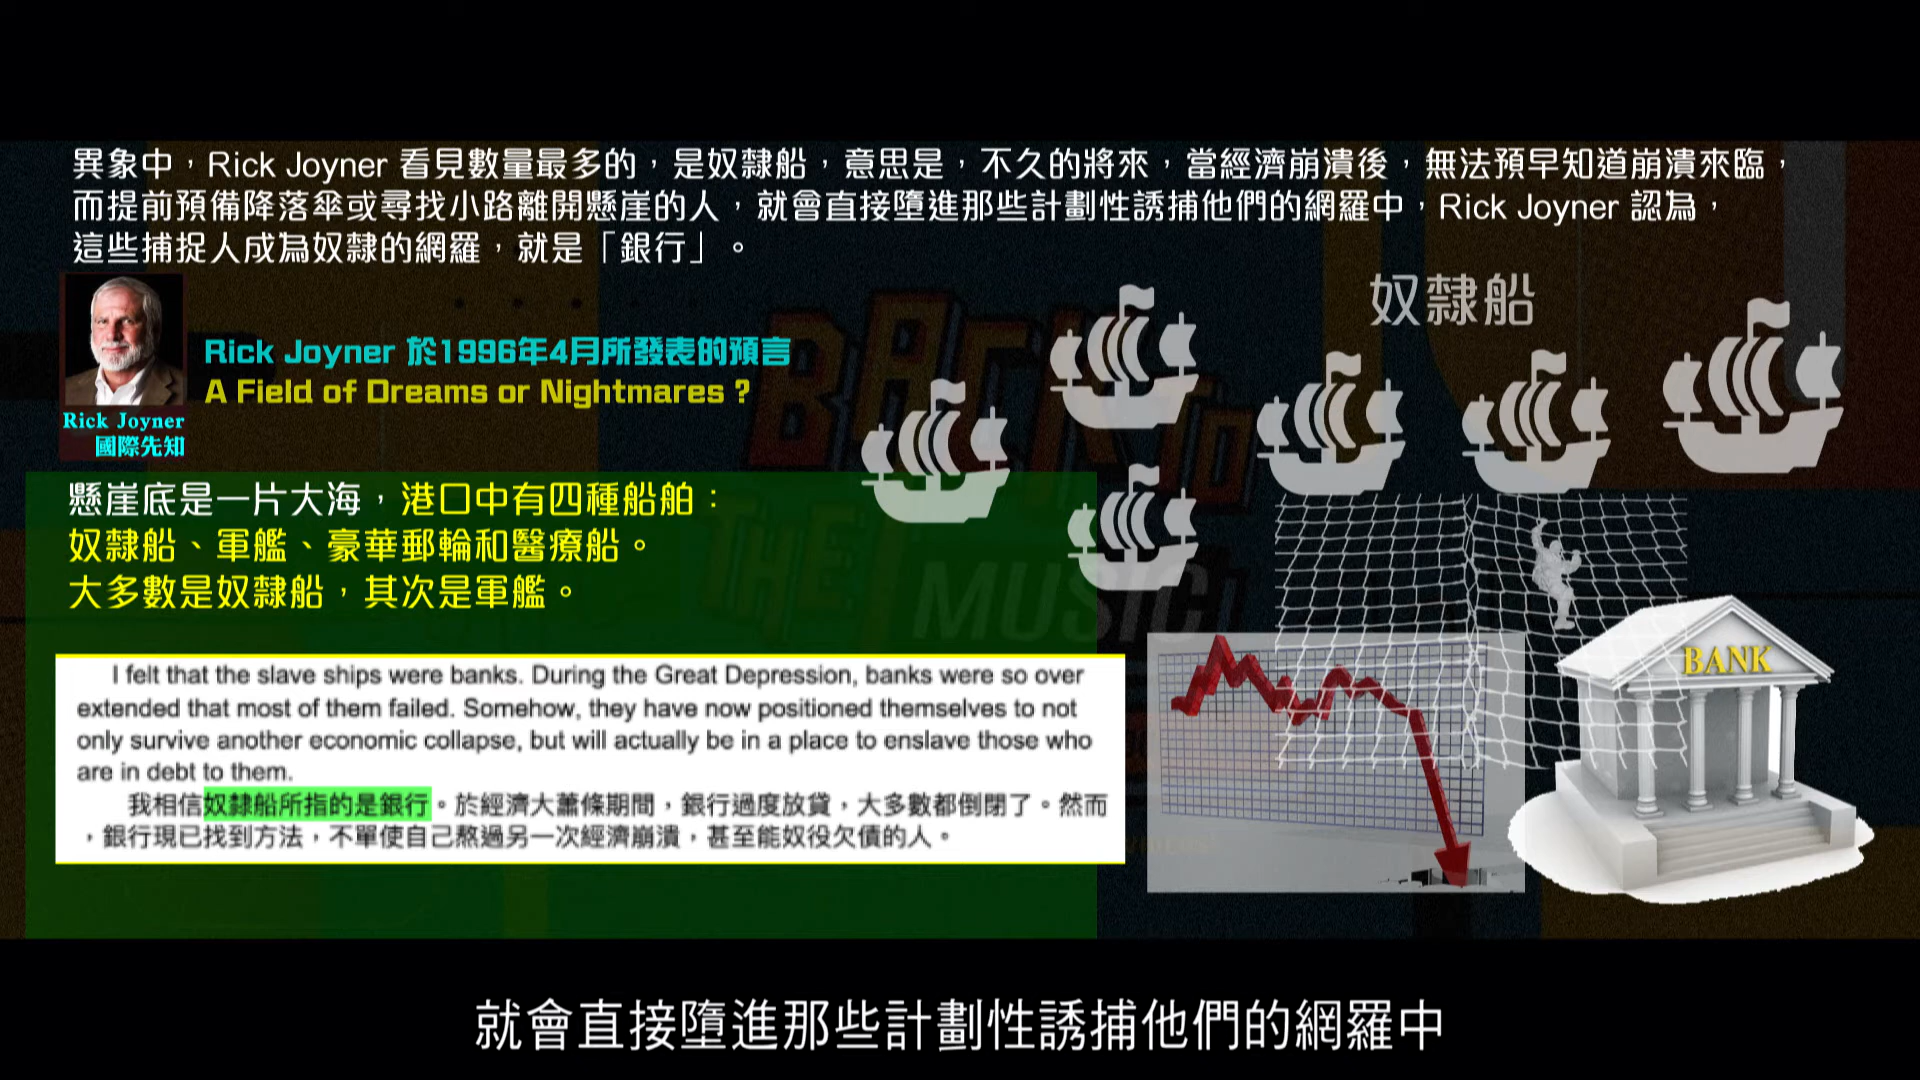 異象中，Rick Joyner 看見數量最多的，是奴隸船，意思是，不久的將來，當經濟崩潰後，無法預早知道崩潰來臨，
而提前預備降落傘或尋找小路離開懸崖的人，就會直接墮進那些計劃性誘捕他們的網羅中，Rick Joyner 認為，
這些捕捉人成為奴隸的網羅，就是「銀行」。
奴隸船
Rick Joyner 於1996年4月所發表的預言
A Field of Dreams or Nightmares ?
Rick Joyner
國際先知
BACK TO
THE
MUSIC
懸崖底是一片大海，港口中有四種船舶：
奴隸船、軍艦、豪華郵輪和醫療船。
大多數是奴隸船，其次是軍艦。
I felt that the slave ships were banks. During the Great Depression, banks were so over
extended that most of them failed. Somehow, they have now positioned themselves to not
only survive another economic collapse, but will actually be in a place to enslave those who
are in debt to them.
我相信奴隸船所指的是銀行。於經濟大蕭條期間，銀行過度放貸，大多數都倒閉了。然而
，銀行現已找到方法，不單使自己熬過另一次經濟崩潰，甚至能奴役欠債的人。
BANK
就會直接墮進那些計劃性誘捕他們的網羅中